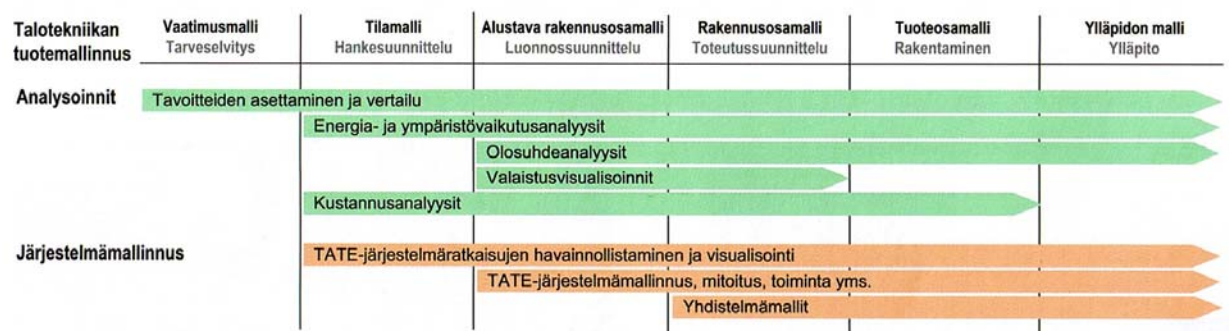 Talotekniikan
tuotemallinnus
Vaatimusmalli
Tarveselvitys
Tilamalli
Hankesuunnittelu
Alustava rakennusosamalli
Luonnossuunnittelu
Rakennusosamalli
Toteutussuunnittelu
Tuoteosamalli
Rakentaminen
Ylläpidon malli
Ylläpito
Analysoinnit
Tavoitteiden asettaminen ja vertailu
Energia- ja ympäristövaikutusanalyysit
Olosuhdeanalyysit
Valaistusvisualisoinnit
Kustannusanalyysit
Järjestelmämallinnus
TATE-järjestelmäratkaisujen havainnollistaminen ja visualisointi
TATE-järjestelmämallinnus, mitoitus, toiminta yms.
Yhdistelmämallit